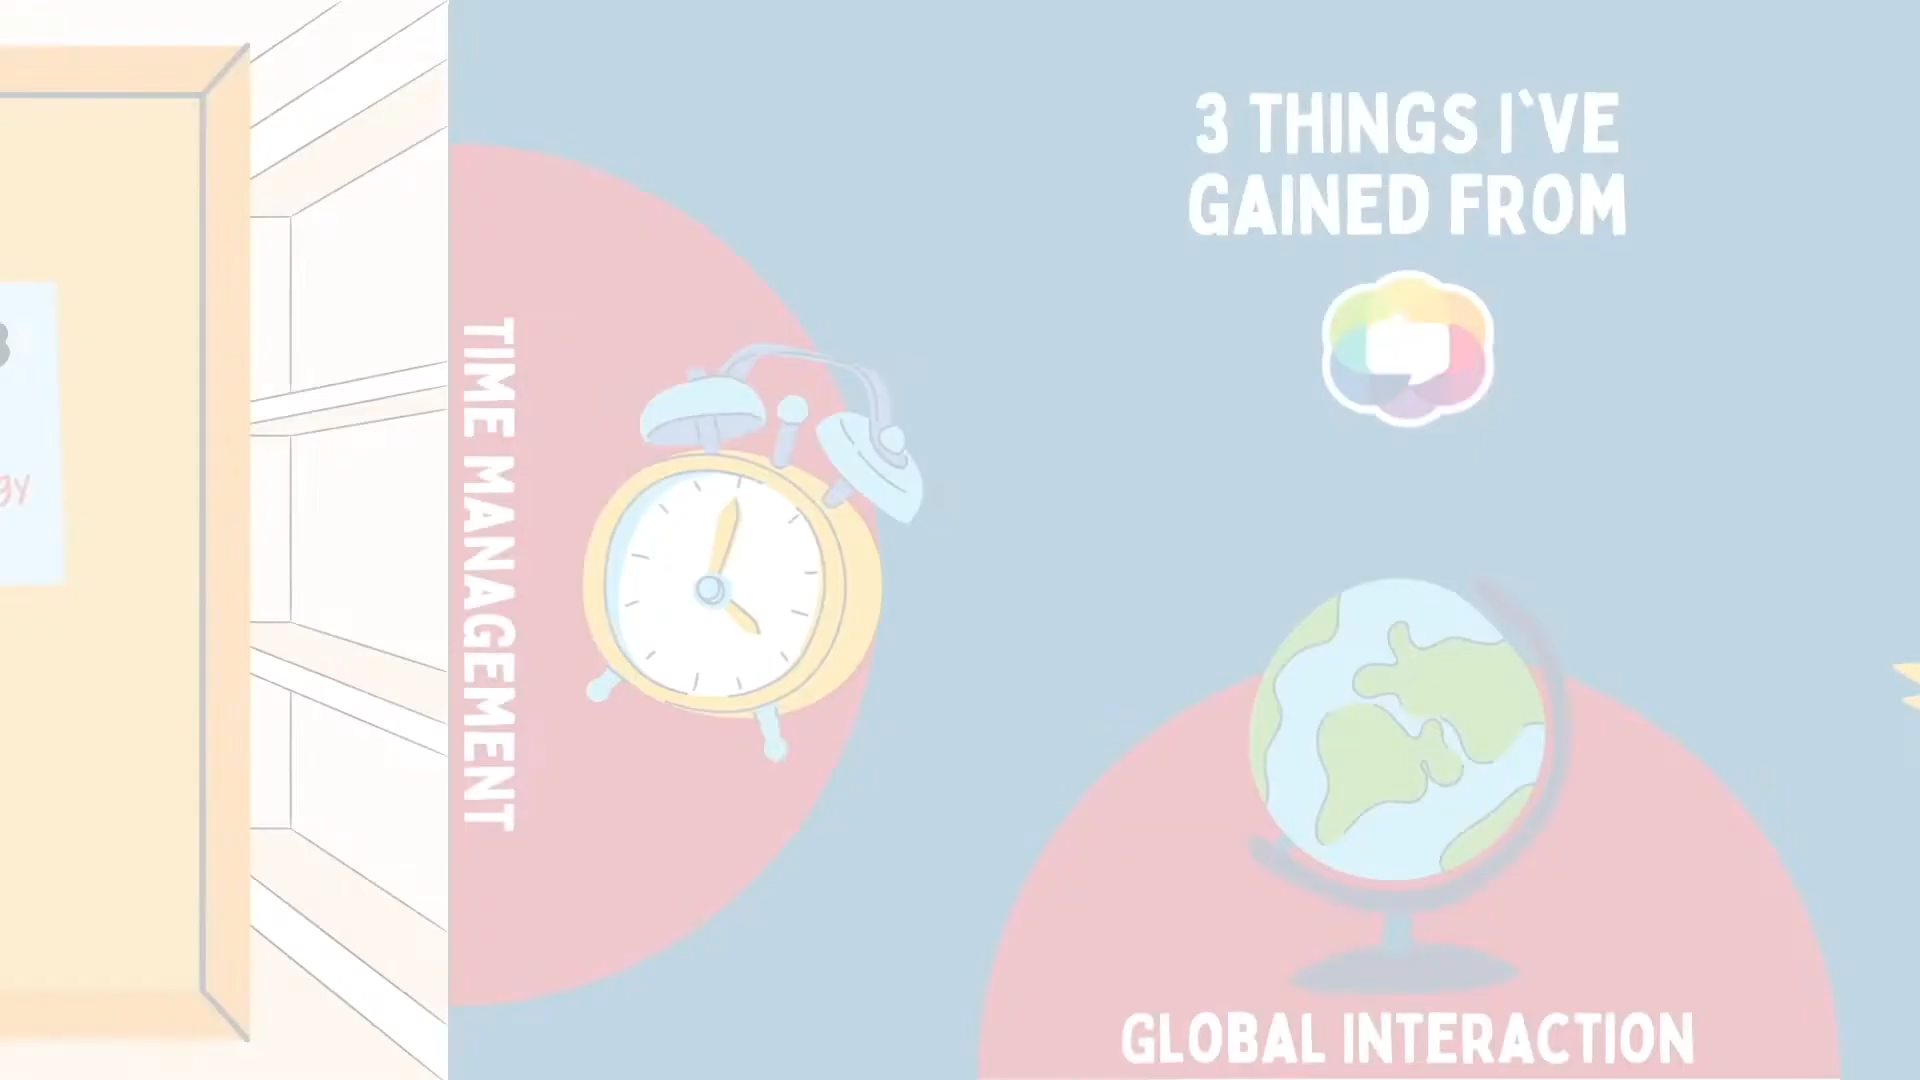 3 THINGS I`VE
GAINED FROM
TIME MANAGEMENT
GLOBAL INTERACTION